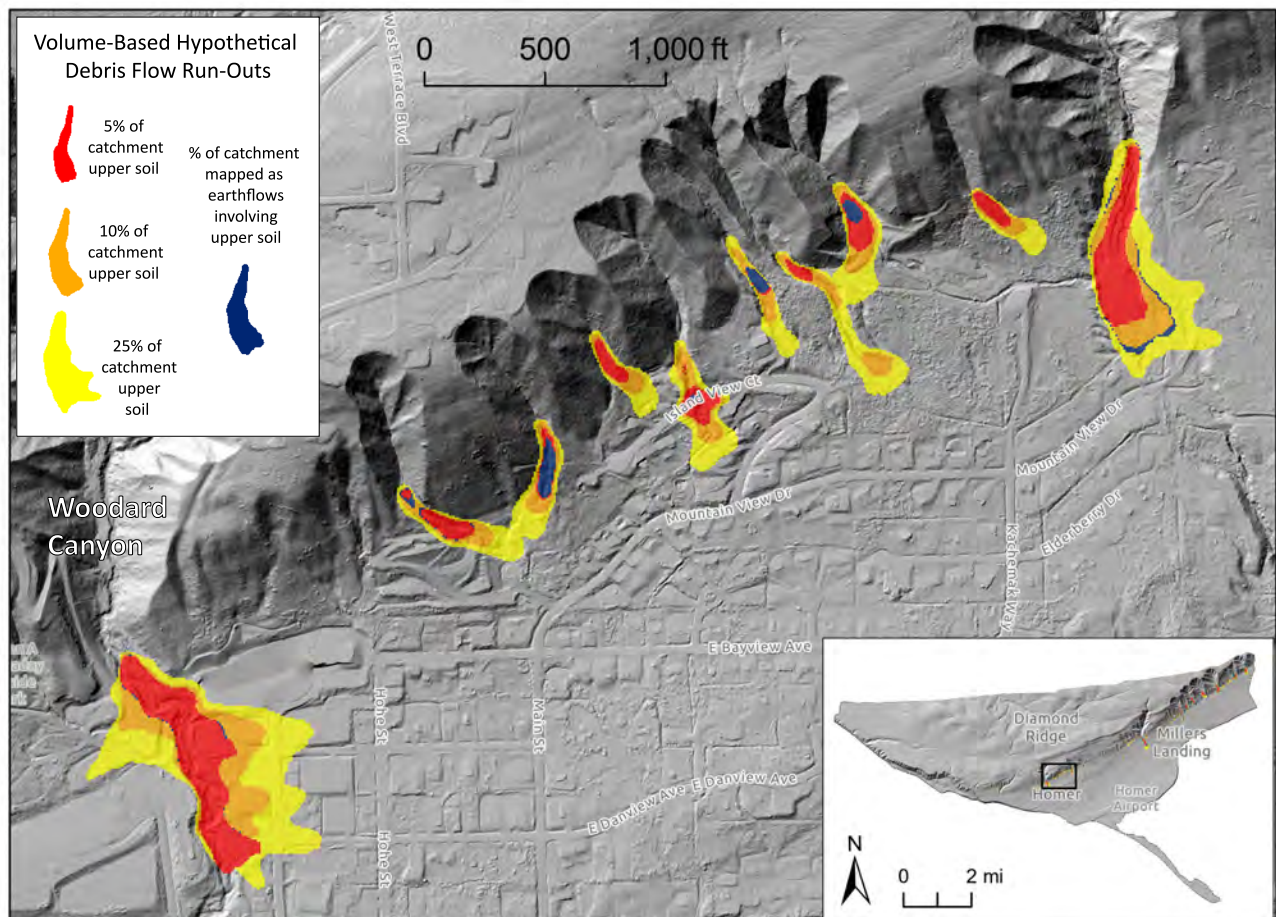 Volume-Based Hypothetical
Debris Flow Run-Outs
5% of
catchment
upper soil
10% of
catchment
upper soil
25% of
catchment
upper
soil
% of catchment
mapped as
earthflows
involving
upper soil
0 500 1,000 ft
West Terrace Blvd
Island View Ct
Mountain View Dr
Mountain View Dr
Elderberry Dr
Kachemak Way
Woodard
Canyon
E Bayview Ave
Hohe St
Main St
E Danview Ave
E Danview Ave
Hohe St
Diamond
Ridge
Millers
Landing
Homer
Homer
Airport
N
0 2 mi